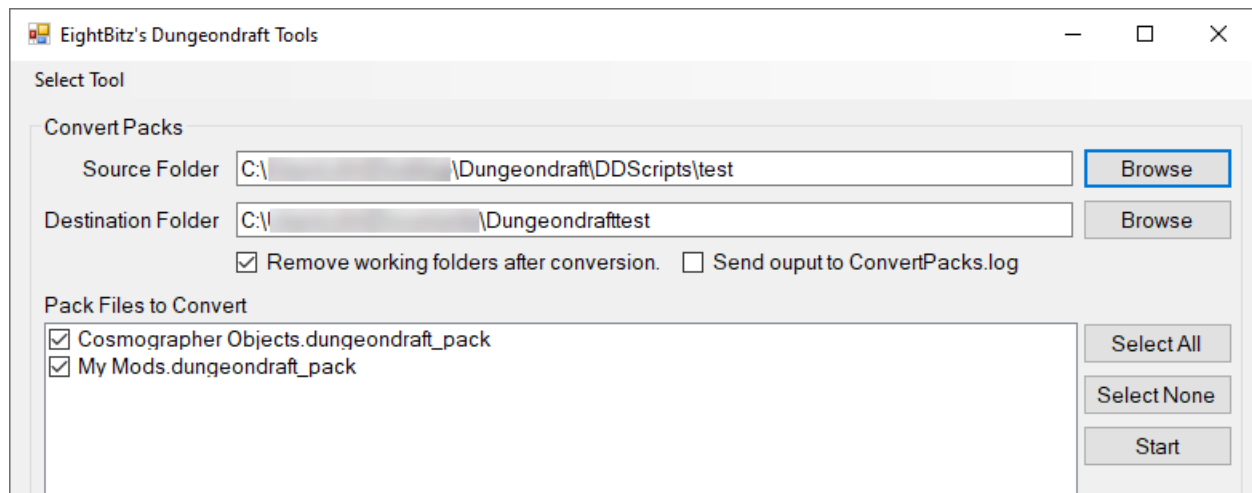 EightBitz's Dungeondraft Tools
Select Tool
Convert Packs
Source Folder C:\ \Dungeondraft\DDScripts\test Browse
Destination Folder C:\ \Dungeondrafttest Browse
Remove working folders after conversion. Send ouput to ConvertPacks.log
Pack Files to Convert
Cosmographer Objects.dungeondraft_pack Select All
My Mods.dungeondraft_pack
Select None
Start